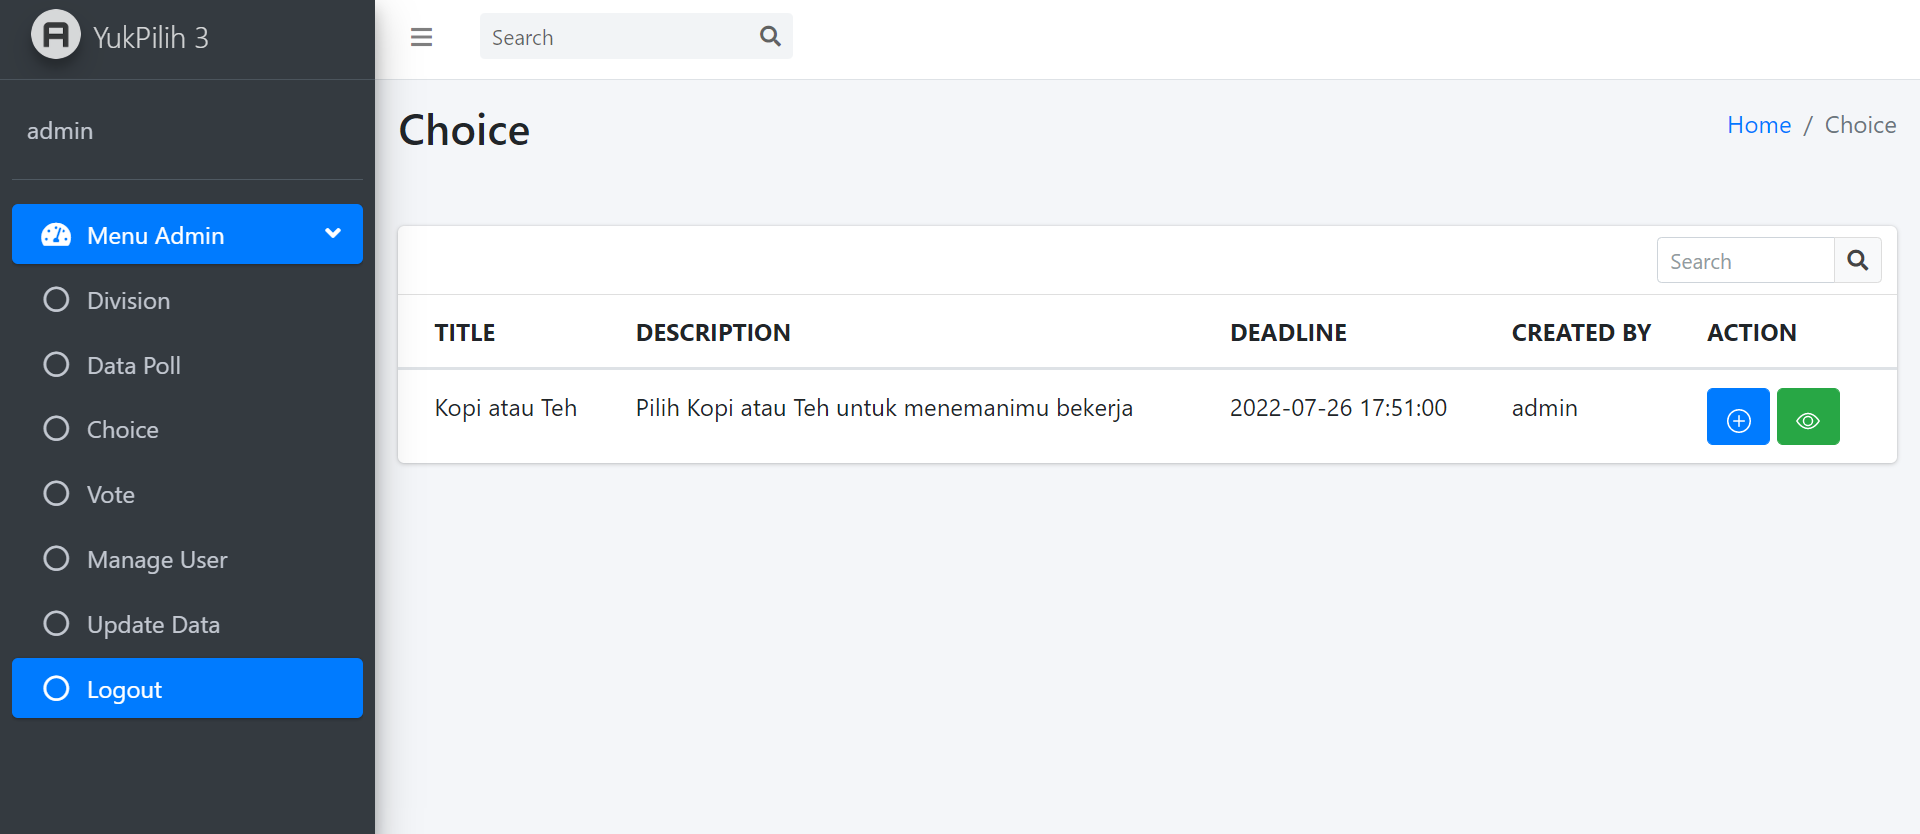 YukPilih 3
admin
Menu Admin
Division
Data Poll
Choice
Vote
Manage User
Update Data
Logout
Search
Choice
Home / Choice
Search
TITLE DESCRIPTION DEADLINE CREATED BY ACTION
Kopi atau Teh Pilih Kopi atau Teh untuk menemanimu bekerja 2022-07-26 17:51:00 admin